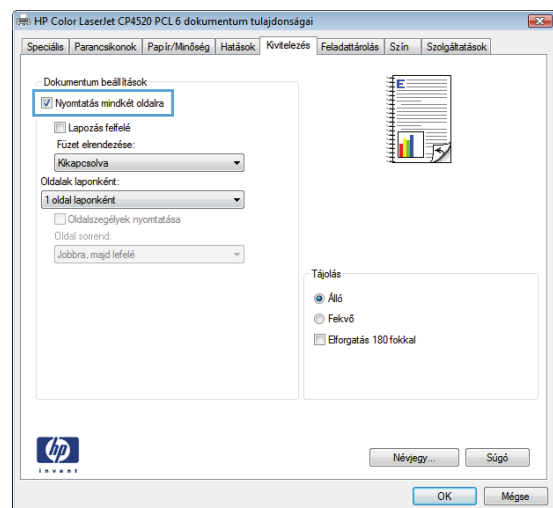 HP Color LaserJet CP4520 PCL 6 dokumentum tulajdonságai
Speciális Parancsikonok Papír/Minőség Hatások Kivitelezés Feladattárolás Szín Szolgáltatások
Dokumentum beállítások
Nyomtatás mindkét oldalra
Lapozás felfelé
Füzet elrendezése:
Kikapcsolva
Oldalak laponként:
1 oldal laponként
Oldalszegélyek nyomtatása
Oldal sorrend:
Jobbra, majd lefelé
E
Tájolás
Álló
Fekvő
Elforgatás 180 fokkal
hp
invent
Névjegy... Súgó
OK Mégse